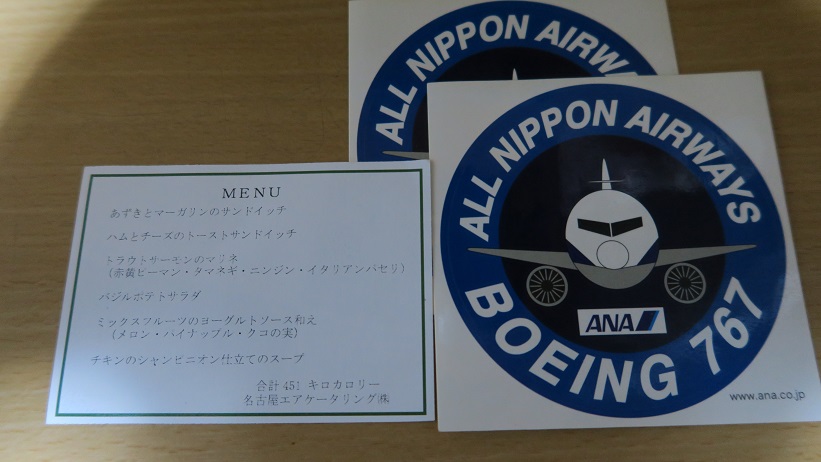 MENU
あずきとマーガリンのサンドイッチ
ハムとチーズのトーストサンドイッチ
トラウトサーモンのマリネ
(赤黄ピーマン・タマネギ・ニンジン・イタリアンパセリ)
バジルポテトサラダ
ミックスフルーツのヨーグルトソース和え
(メロン・パイナップル・クコの実)
チキンのシャンピニオン仕立てのスープ
合計 451 キロカロリー
名古屋エアケータリング㈱
ALL NIPPON AIRW
ALL NIPPON AIRWAYS
ANA
BOEING 767
www.ana.co.jp